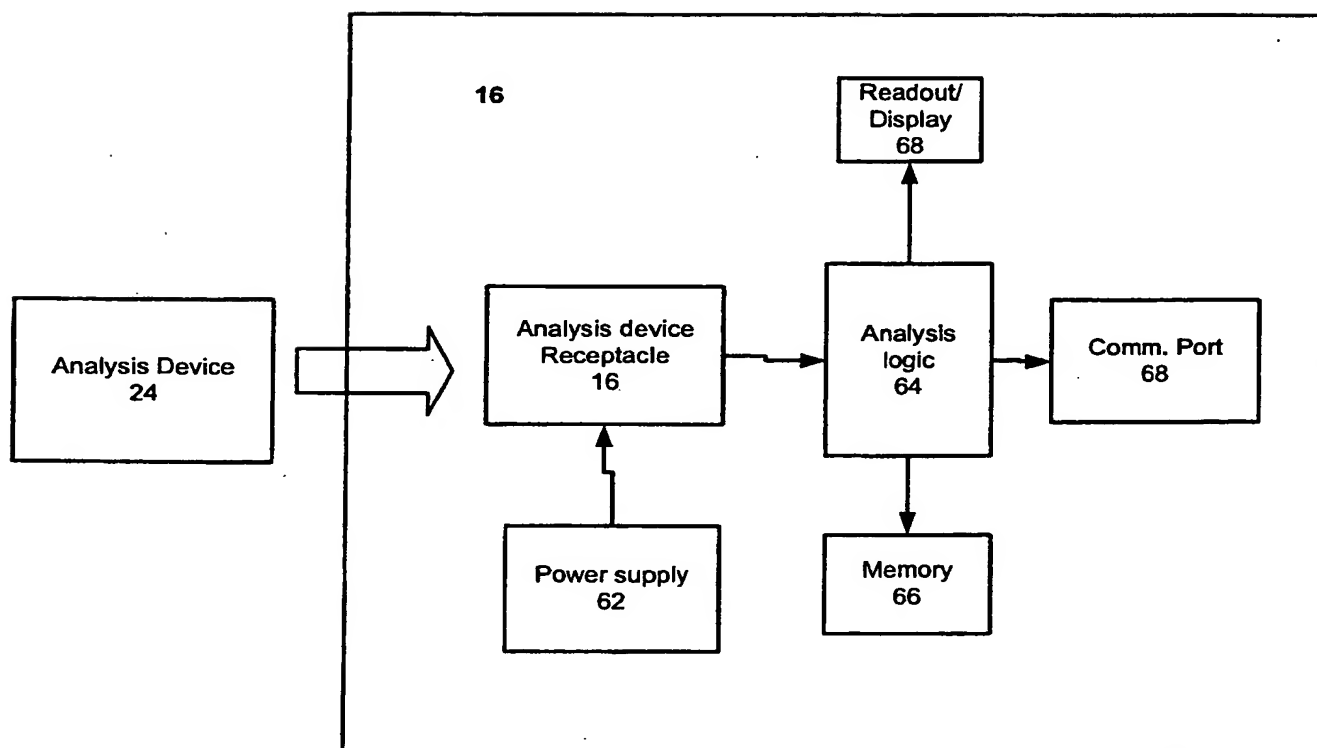 16
Readout/
Display
68
Analysis Device
24
Analysis device
Receptacle
16
Analysis
logic
64
Comm. Port
68
Power supply
62
Memory
66